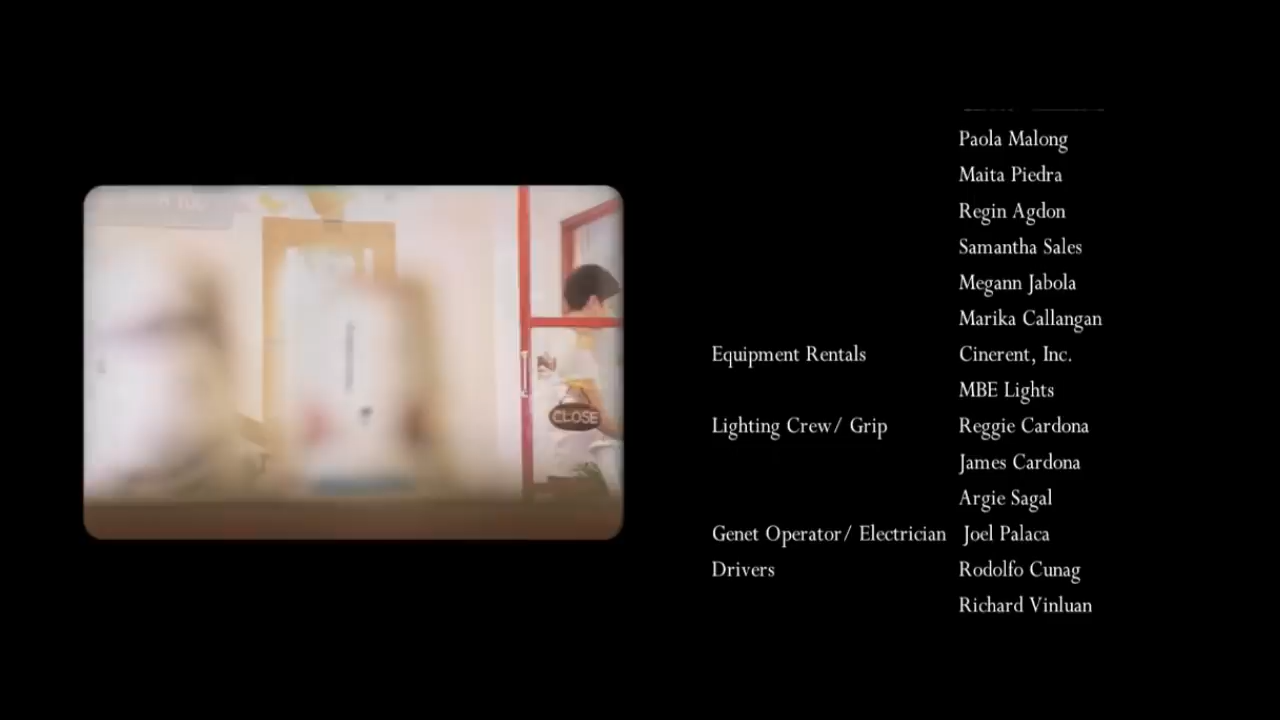 Paola Malong
Maita Piedra
Regin Agdon
Samantha Sales
Megann Jabola
Marika Callangan
Equipment Rentals Cinerent, Inc.
MBE Lights
Lighting Crew/ Grip Reggie Cardona
James Cardona
Argie Sagal
Genet Operator/ Electrician Joel Palaca
Drivers Rodolfo Cunag
Richard Vinluan
CLOSE